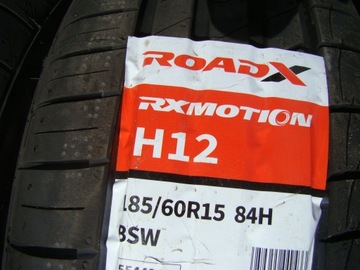 ROADX
RXMOTION
H12
185/60R15 84H
BSW